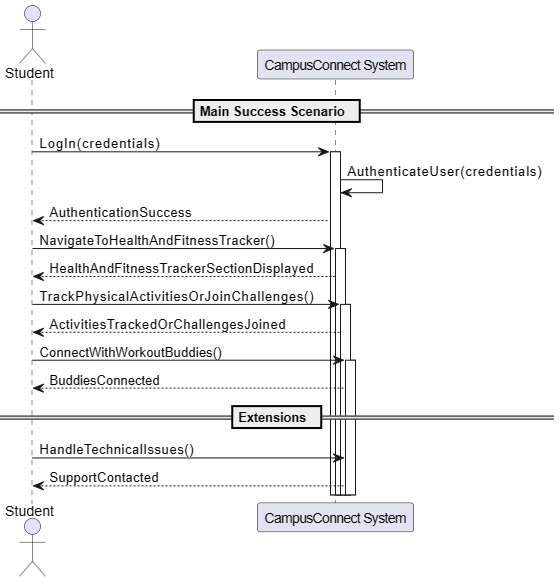 Student
CampusConnect System
Main Success Scenario
LogIn(credentials)
AuthenticateUser(credentials)
AuthenticationSuccess
NavigateToHealthAndFitnessTracker()
HealthAndFitnessTrackerSectionDisplayed
TrackPhysicalActivitiesOrJoinChallenges()
ActivitiesTrackedOrChallengesJoined
ConnectWithWorkoutBuddies()
BuddiesConnected
Extensions
HandleTechnicalIssues()
SupportContacted
Student
CampusConnect System